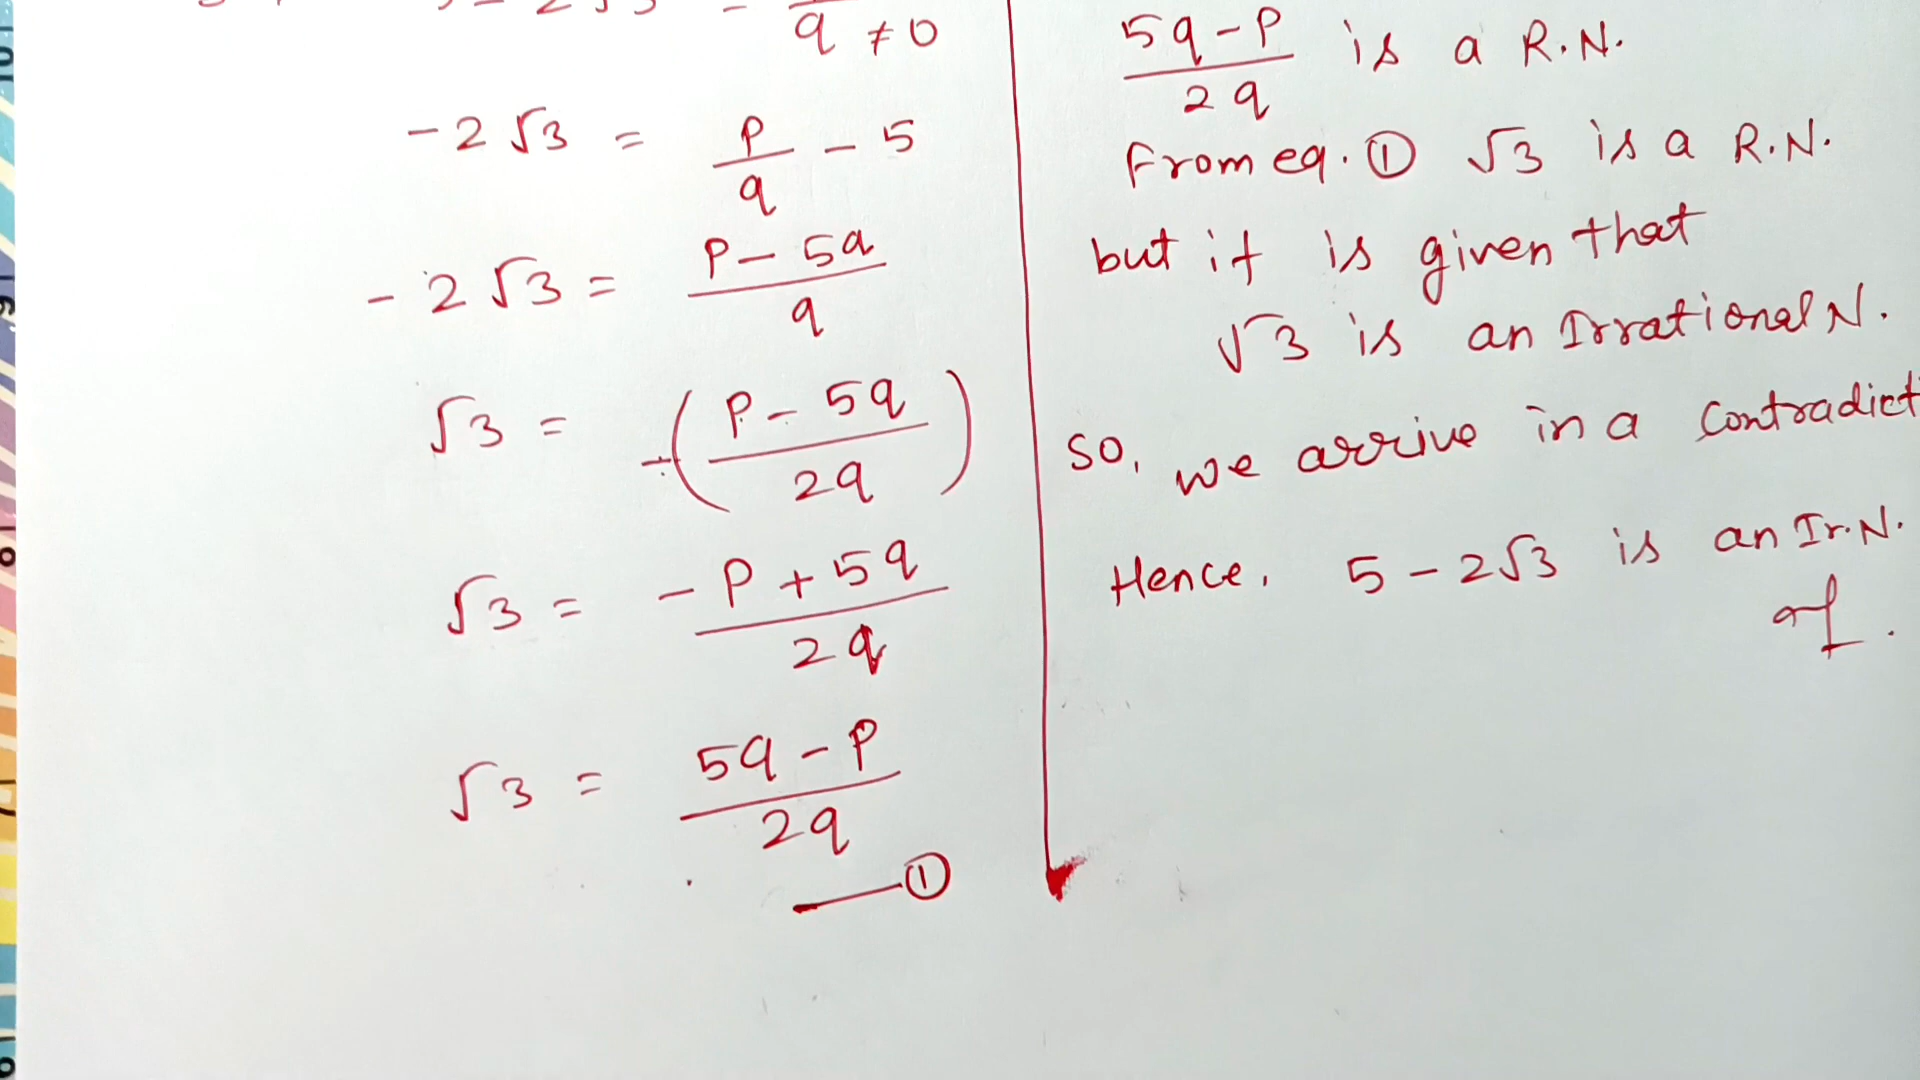 q ≠ 0
-2√3 = p/q - 5
-2√3 = P-5q/q
√3 = -(P-5q/2q)
√3 = -P+5q/2q
√3 = 5q-P/2q
①
5q-P/2q is a R.N.
From eq. ① √3 is a R.N.
but it is given that
√3 is an Irrational N.
So, we arrive in a Contradict
Hence, 5-2√3 is an Ir.N.